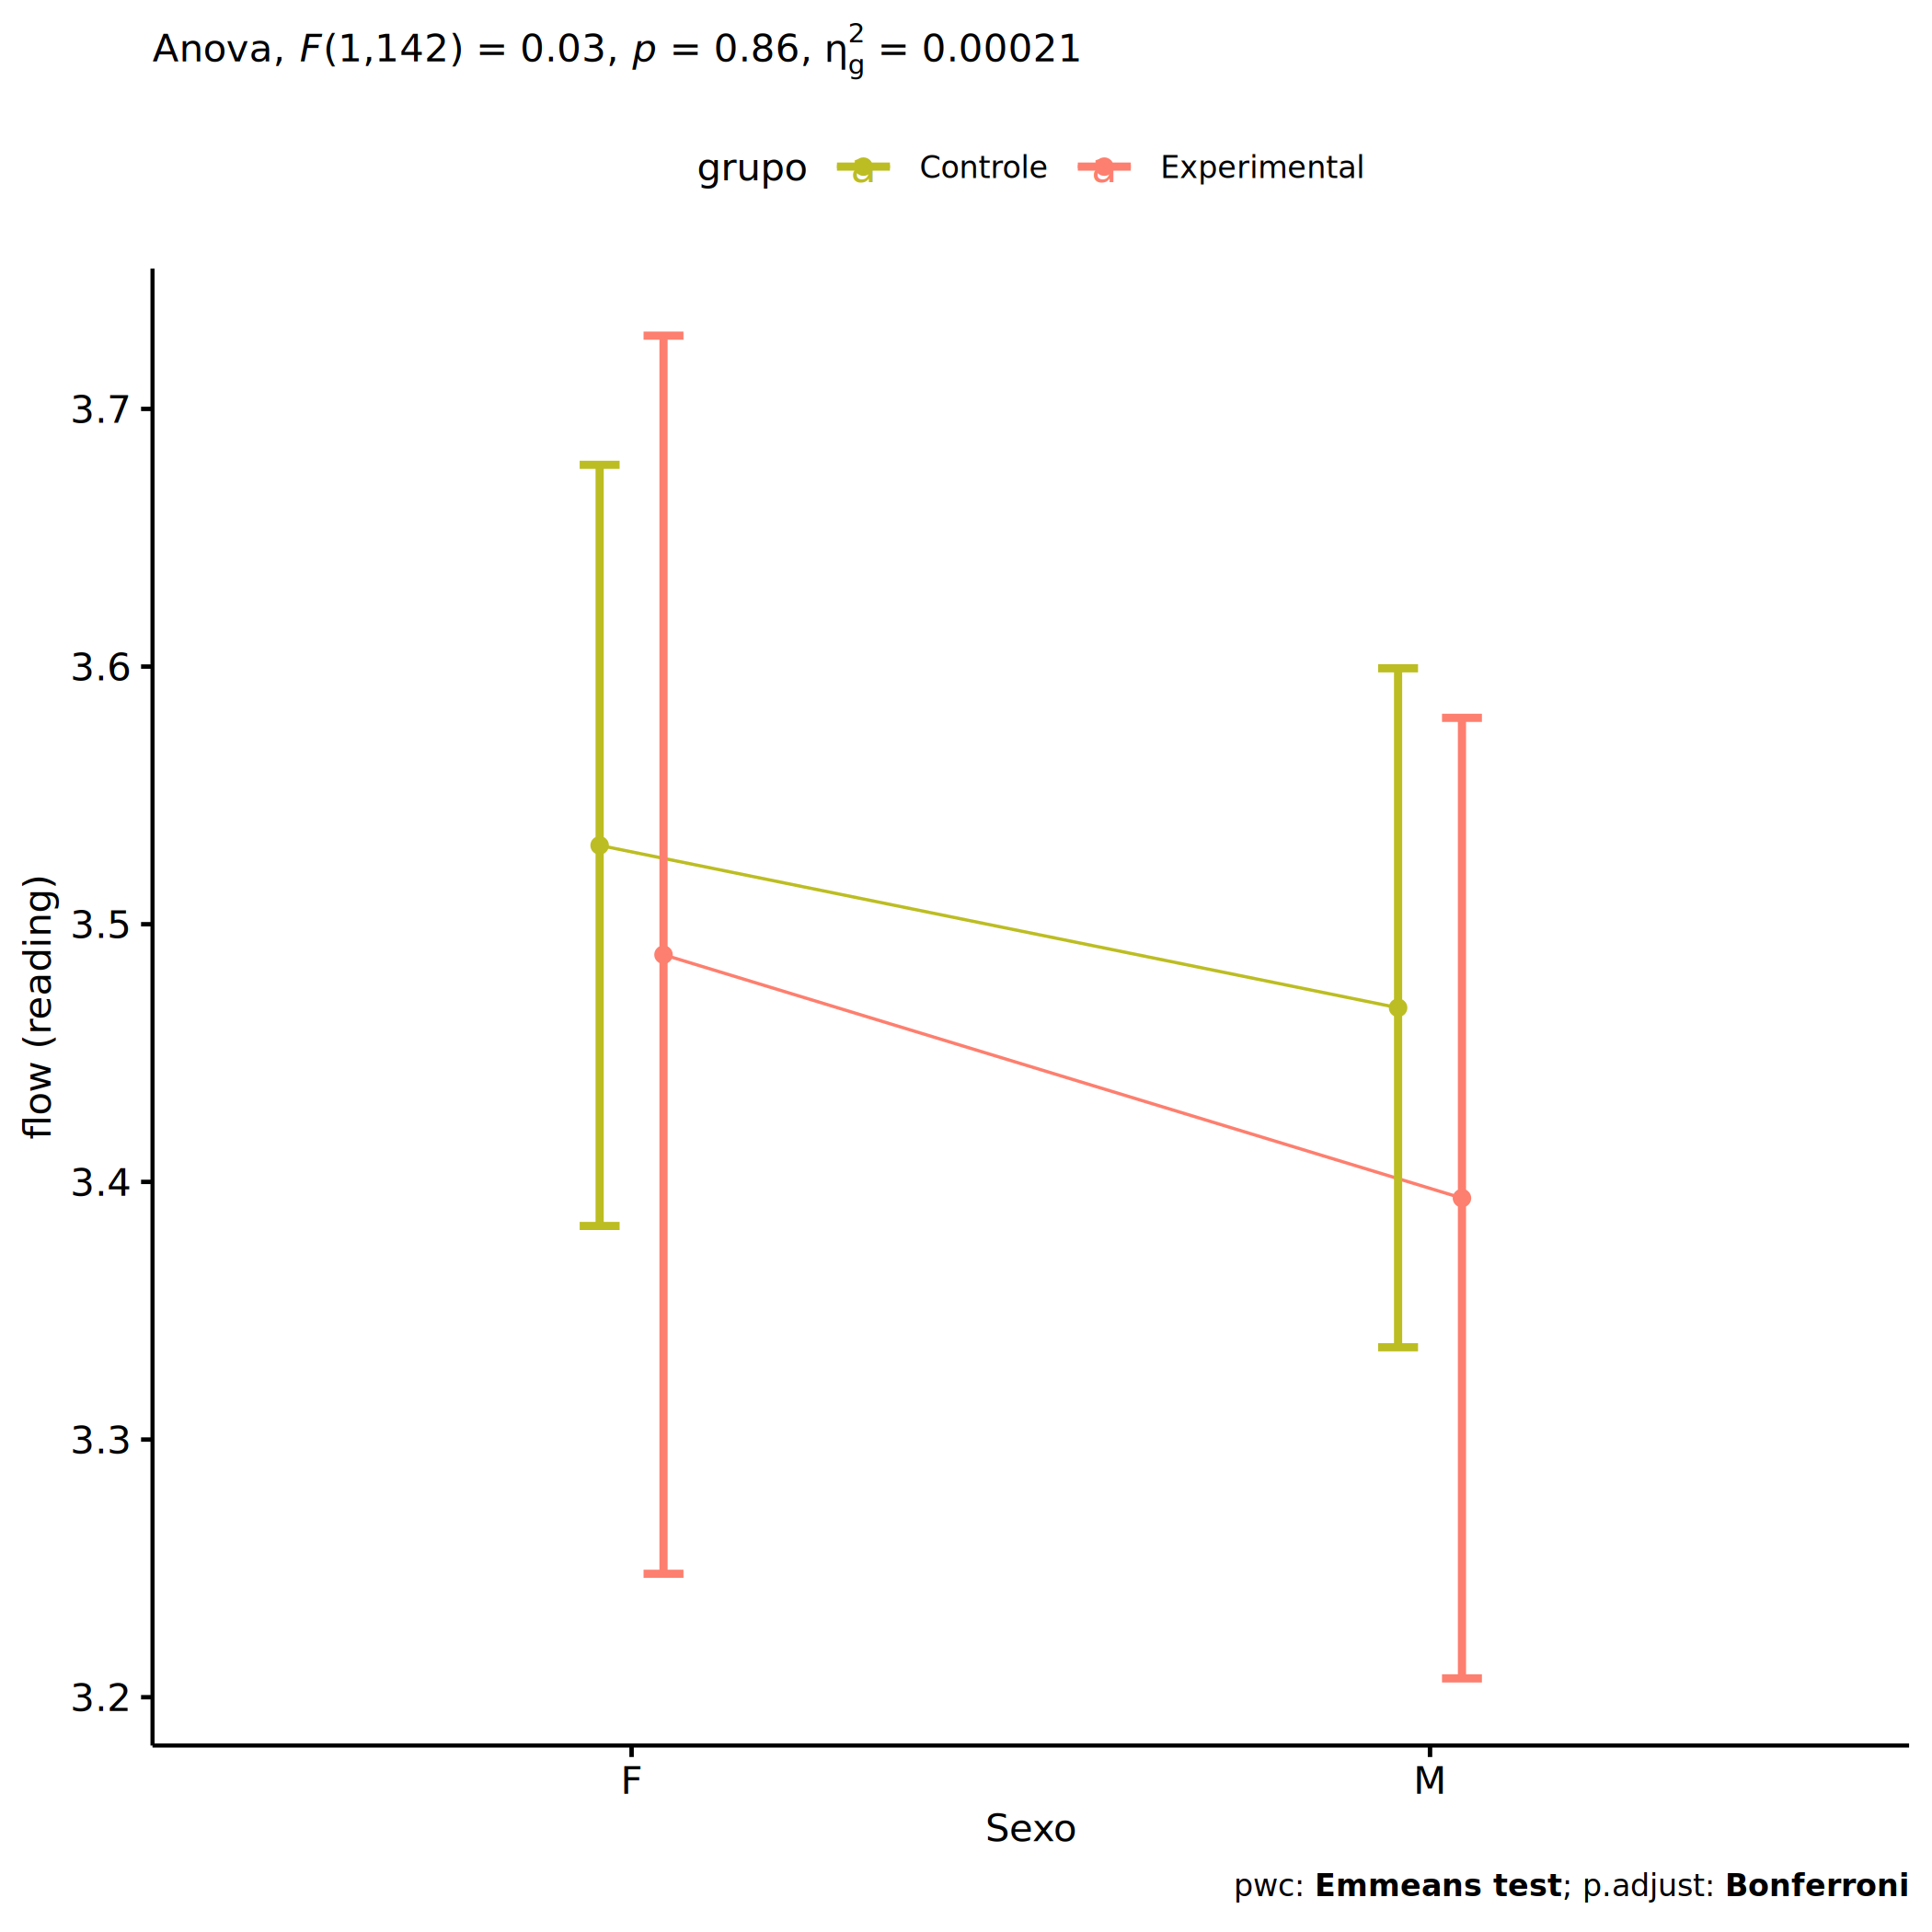 Anova, F(1,142) = 0.03, p = 0.86, η²g = 0.00021
grupo a Controle a Experimental
3.7
3.6
3.5
3.4
3.3
3.2
flow (reading)
F M
Sexo
pwc: Emmeans test; p.adjust: Bonferroni